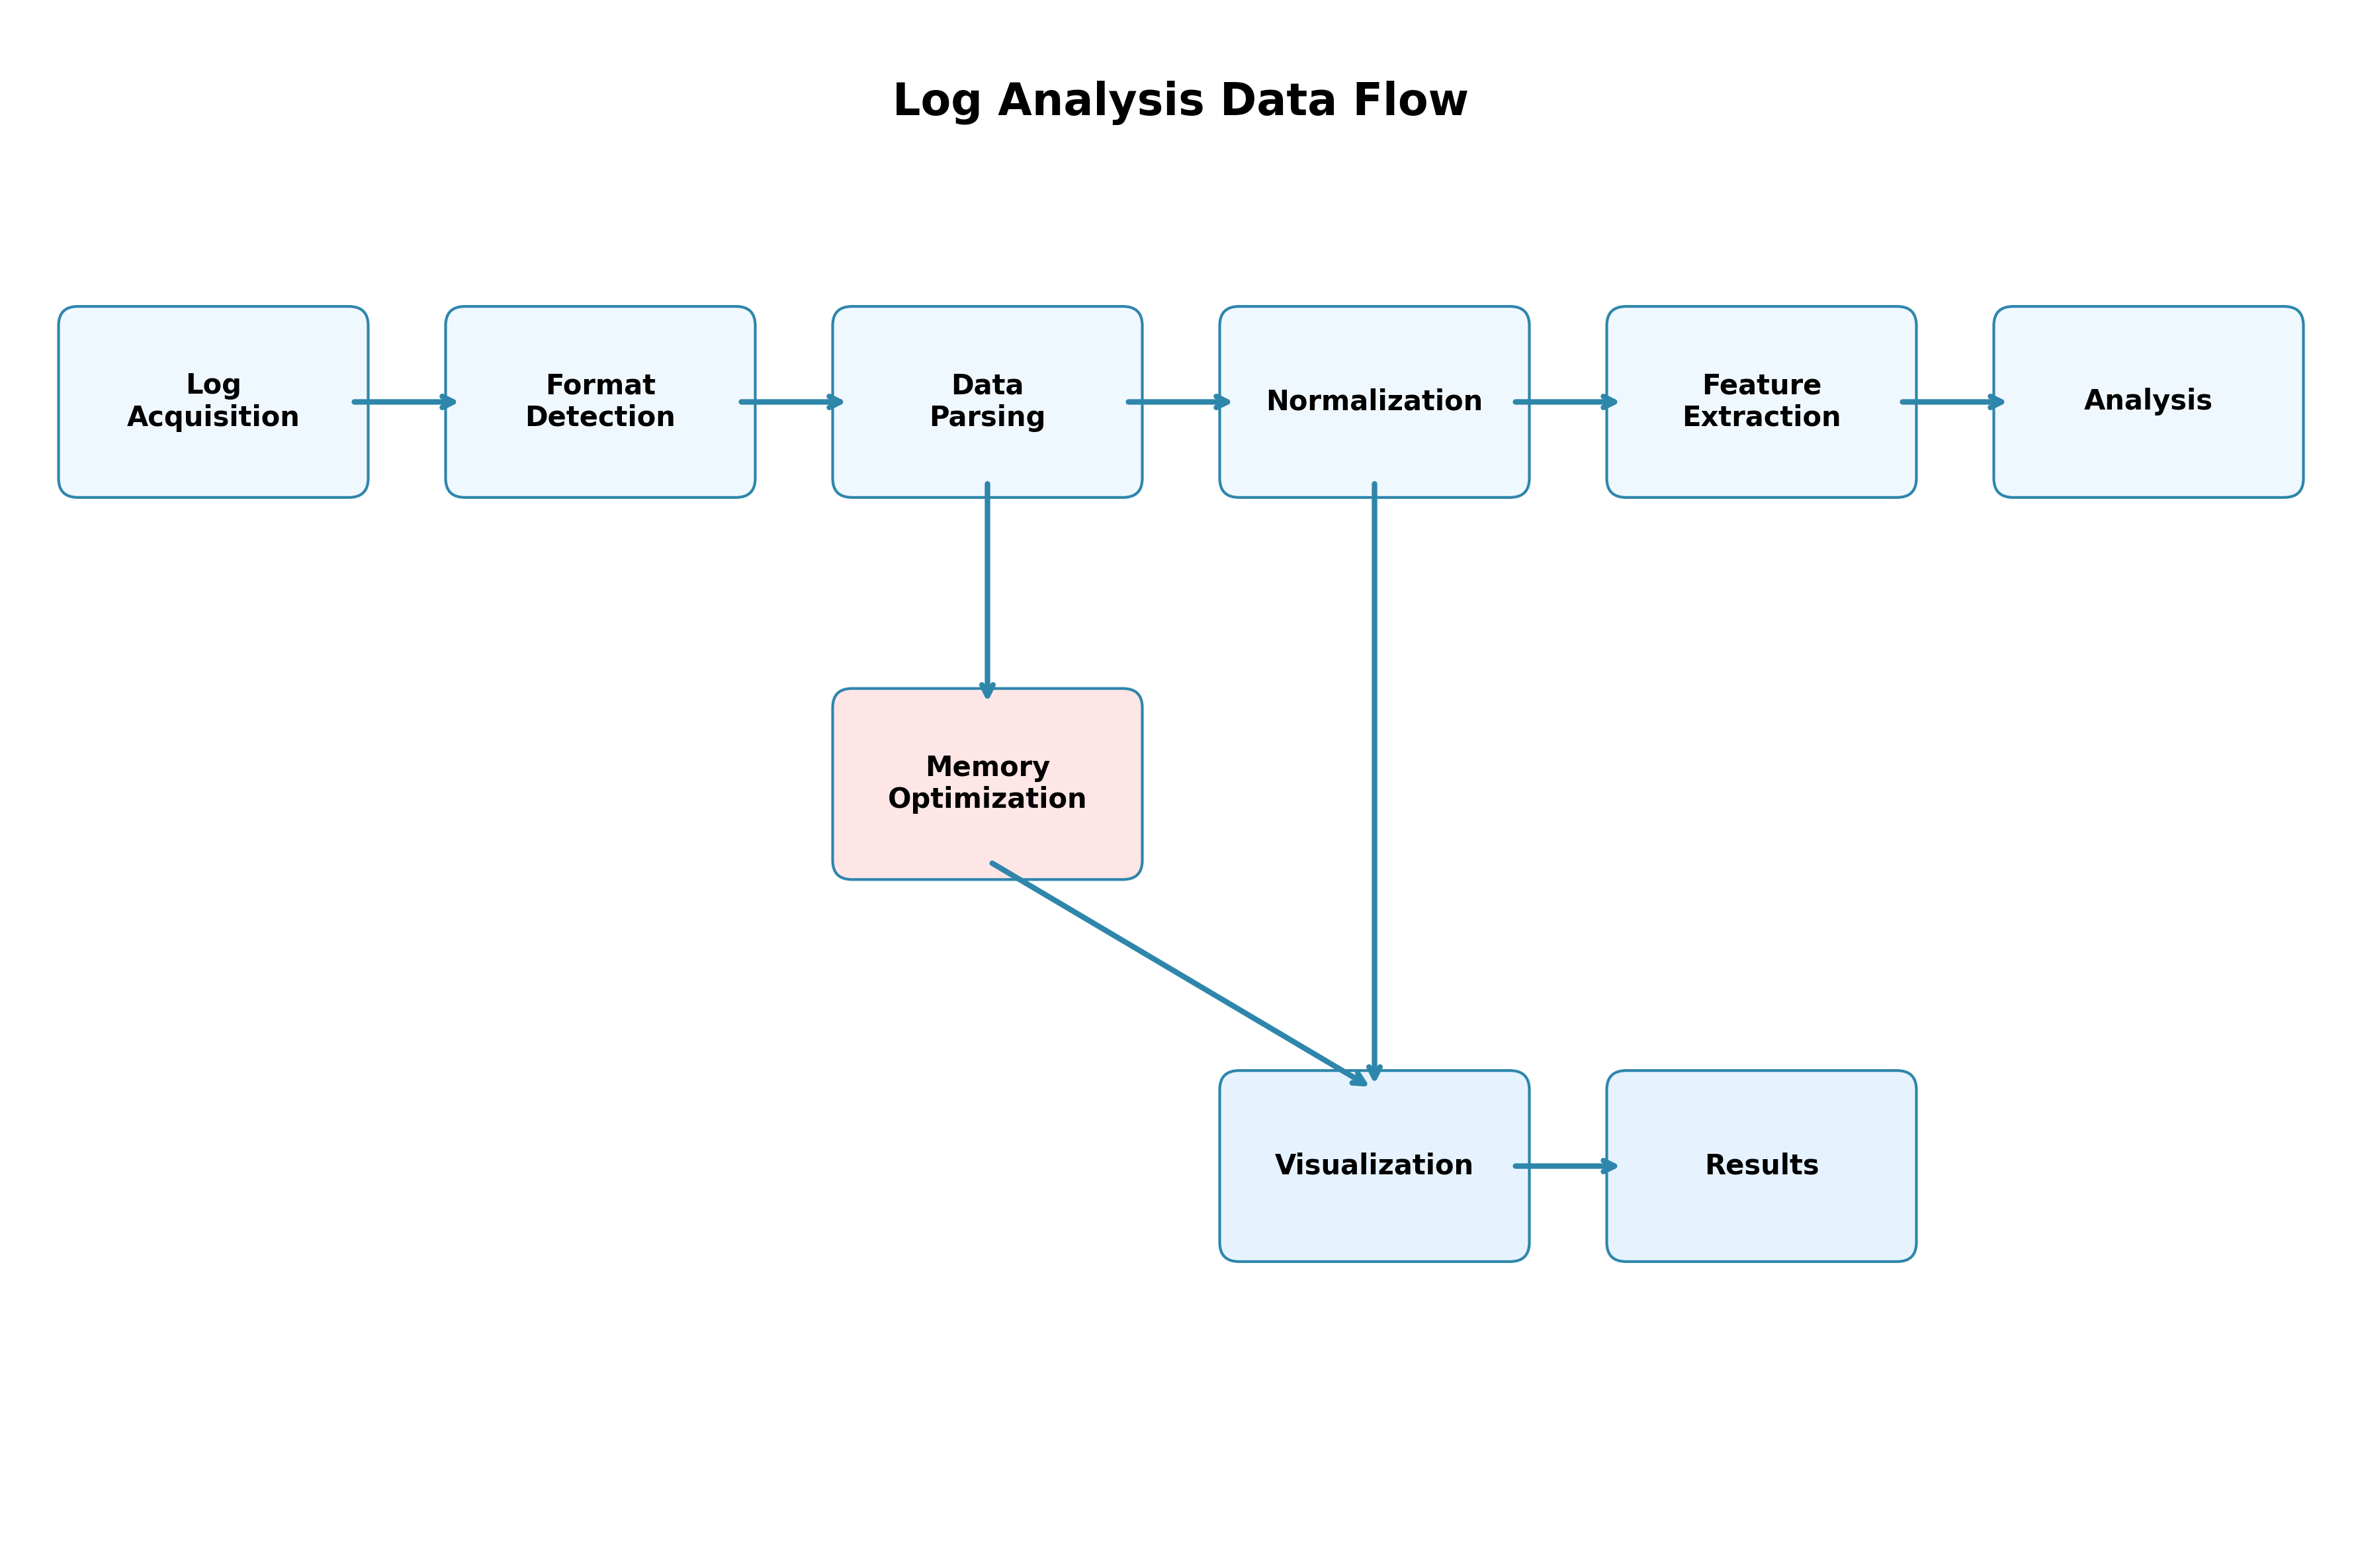 Log Analysis Data Flow
Log
Acquisition
Format
Detection
Data
Parsing
Normalization
Feature
Extraction
Analysis
Memory
Optimization
Visualization
Results